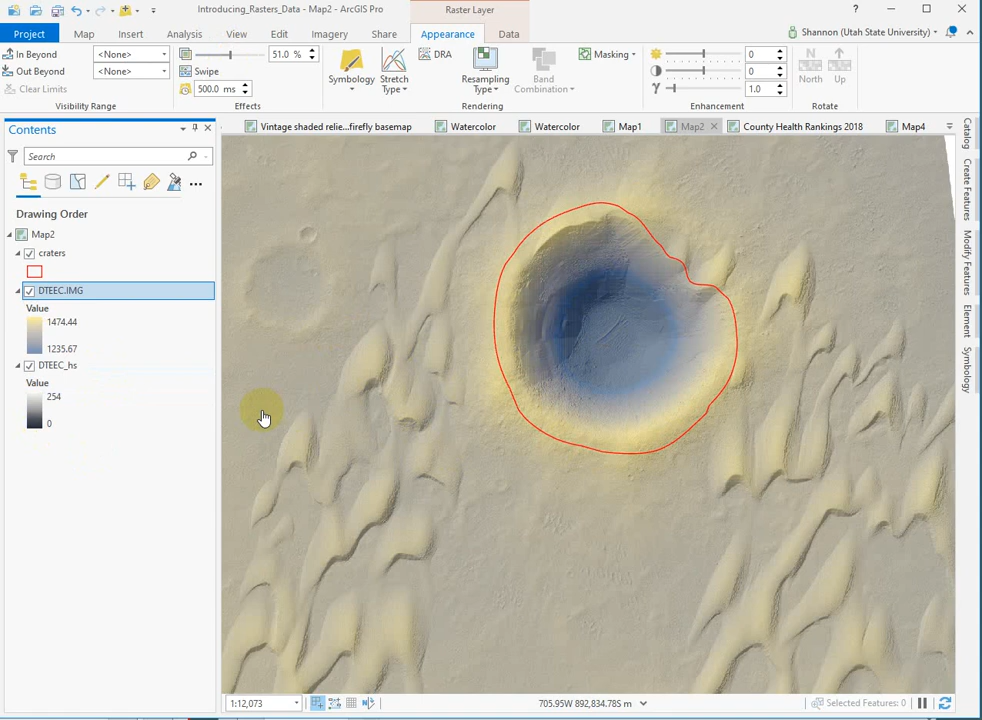 Introducing_Rasters_Data - Map2 - ArcGIS Pro
Raster Layer
?
Project Map Insert Analysis View Edit Imagery Share Appearance Data
Shannon (Utah State University)
In Beyond <None>
Out Beyond <None>
Clear Limits
Visibility Range
51.0 %
Swipe
500.0 ms
Effects
Symbology
Stretch Type
DRA
Resampling Type
Band Combination
Masking
Rendering
0
0
γ 1.0
Enhancement
North Up
Rotate
Contents
Search
Drawing Order
Map2
craters
DTEEC.IMG
Value
1474.44
1235.67
DTEEC_hs
Value
254
0
Vintage shaded relie...firefly basemap Watercolor Watercolor Map1 Map2 County Health Rankings 2018 Map4
Catalog
Create Features
Modify Features
Element
Symbology
1:12,073
705.95W 892,834.78S m
Selected Features: 0